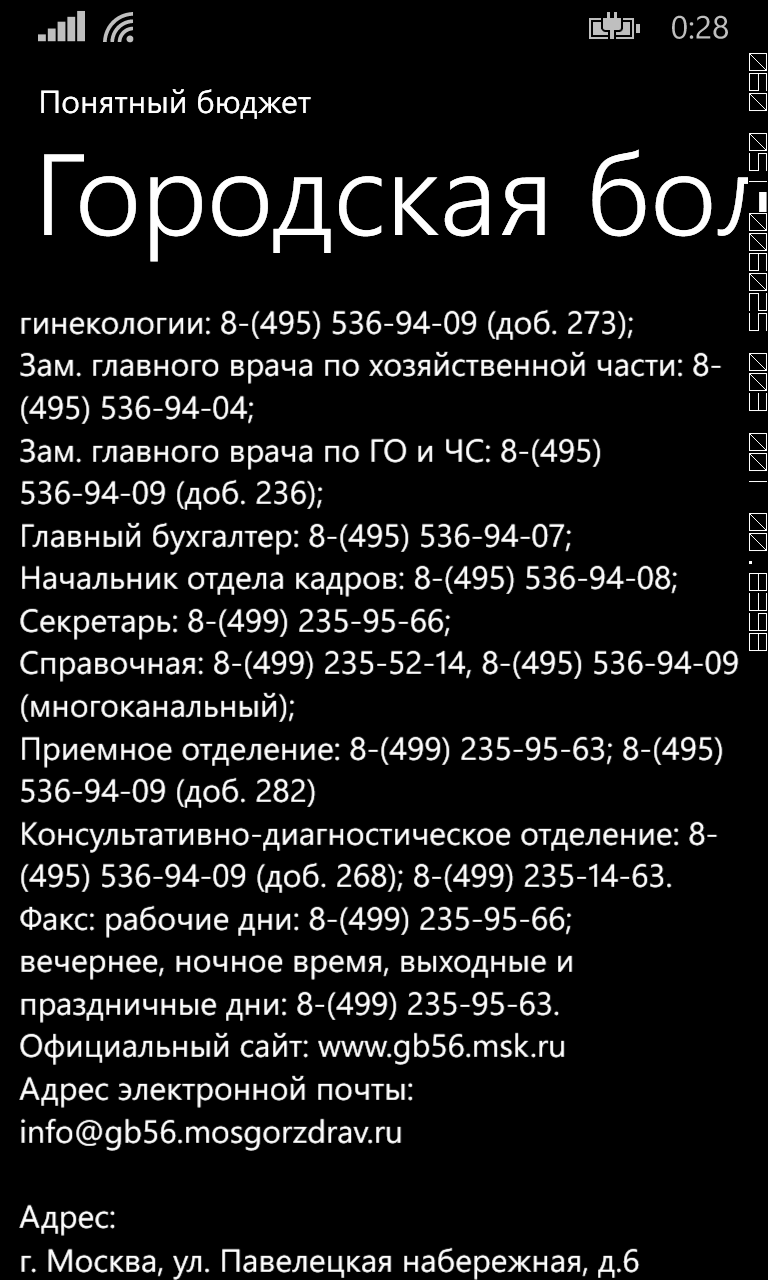 0:28
Понятный бюджет
Городская бол
гинекологии: 8-(495) 536-94-09 (доб. 273);
Зам. главного врача по хозяйственной части: 8-
(495) 536-94-04;
Зам. главного врача по ГО и ЧС: 8-(495)
536-94-09 (доб. 236);
Главный бухгалтер: 8-(495) 536-94-07;
Начальник отдела кадров: 8-(495) 536-94-08;
Секретарь: 8-(499) 235-95-66;
Справочная: 8-(499) 235-52-14, 8-(495) 536-94-09
(многоканальный);
Приемное отделение: 8-(499) 235-95-63; 8-(495)
536-94-09 (доб. 282)
Консультативно-диагностическое отделение: 8-
(495) 536-94-09 (доб. 268); 8-(499) 235-14-63.
Факс: рабочие дни: 8-(499) 235-95-66;
вечернее, ночное время, выходные и
праздничные дни: 8-(499) 235-95-63.
Официальный сайт: www.gb56.msk.ru
Адрес электронной почты:
info@gb56.mosgorzdrav.ru
Адрес:
г. Москва, ул. Павелецкая набережная, д.6